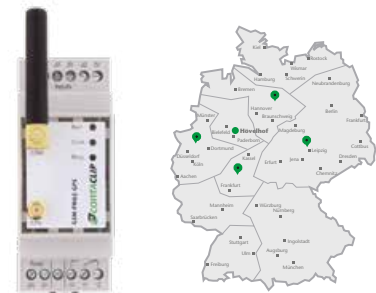 Kiel
Rostock
Wismar
Hamburg
Schwerin
Neubrandenburg
Bremen
Berlin
Hannover
Frankfurt
Braunschweig
Magdeburg
Münster
Bielefeld
Hövelhof
Paderborn
Cottbus
Dortmund
Düsseldorf
Kassel
Leipzig
Köln
Erfurt
Jena
Dresden
Aachen
Chemnitz
Frankfurt
Mannheim
Würzburg
Nürnberg
Saarbrücken
Stuttgart
Ingolstadt
Ulm
Augsburg
Freiburg
München
CONTACLIP
GSM-PRO2-GPS